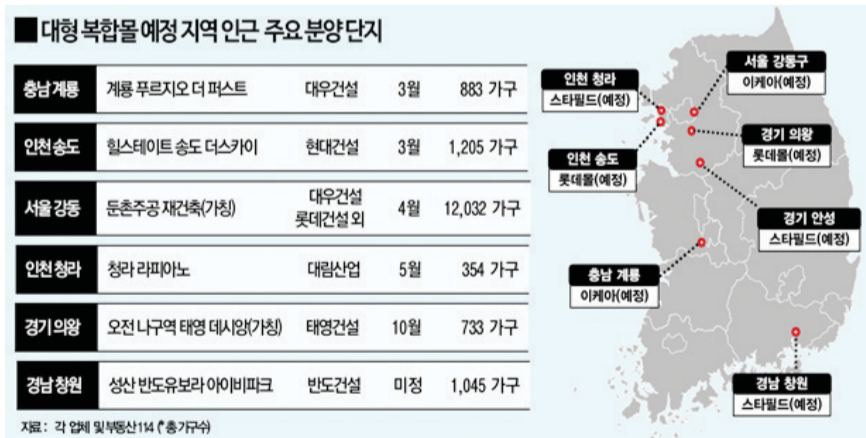 ■ 대형 복합몰 예정 지역 인근 주요 분양 단지
충남 계룡 계룡 푸르지오 더 퍼스트 대우건설 3월 883 가구
인천 송도 힐스테이트 송도 더스카이 현대건설 3월 1,205 가구
서울 강동 둔촌주공 재건축(가칭) 대우건설 롯데건설 외 4월 12,032 가구
인천 청라 청라 라피아노 대림산업 5월 354 가구
경기 의왕 오전 나구역 태영 데시앙(가칭) 태영건설 10월 733 가구
경남 창원 성산 반도유보라 아이비파크 반도건설 미정 1,045 가구
자료 : 각 업체 및 부동산114 (*총 가구수)
서울 강동구
이케아(예정)
인천 청라
스타필드(예정)
경기 의왕
롯데몰(예정)
인천 송도
롯데몰(예정)
경기 안성
스타필드(예정)
충남 계룡
이케아(예정)
경남 창원
스타필드(예정)